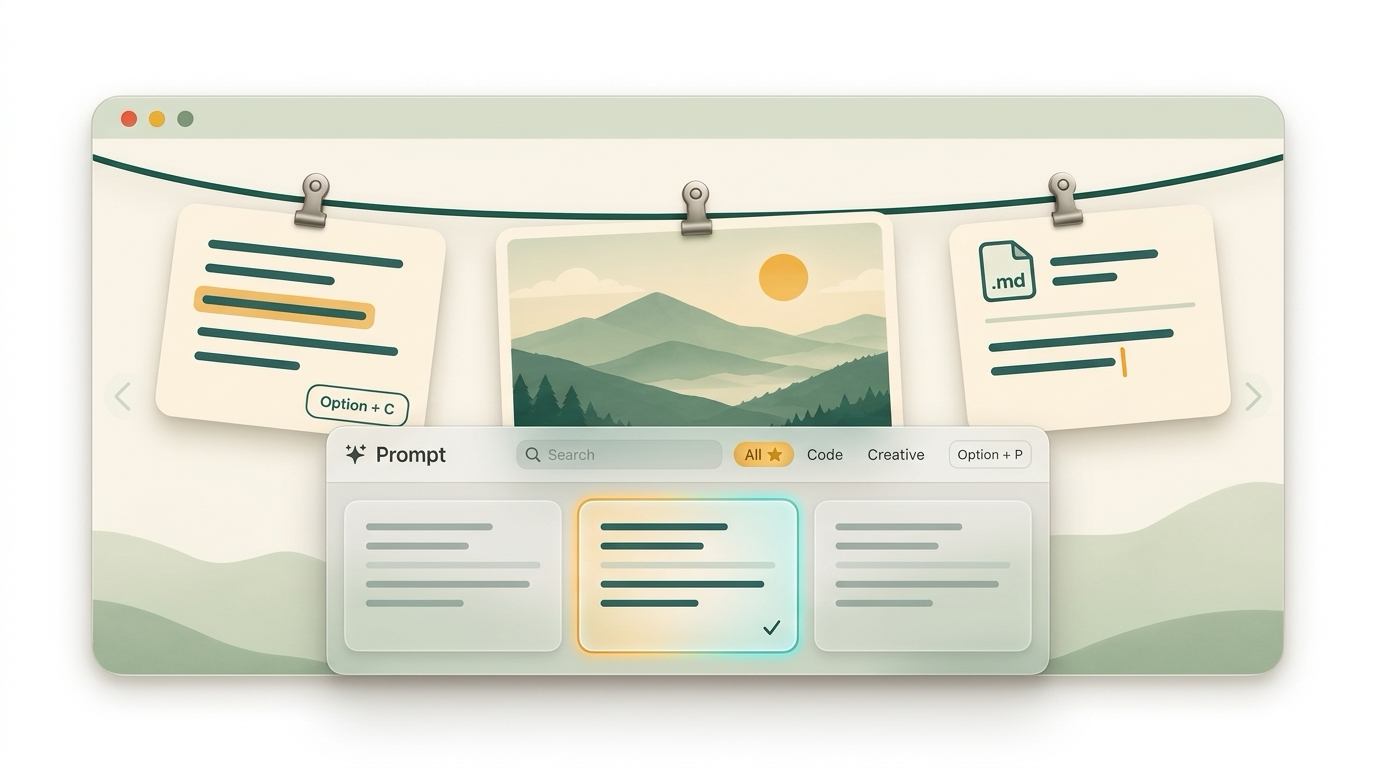 Option + C
.md
Prompt
Search
All
Code
Creative
Option + P